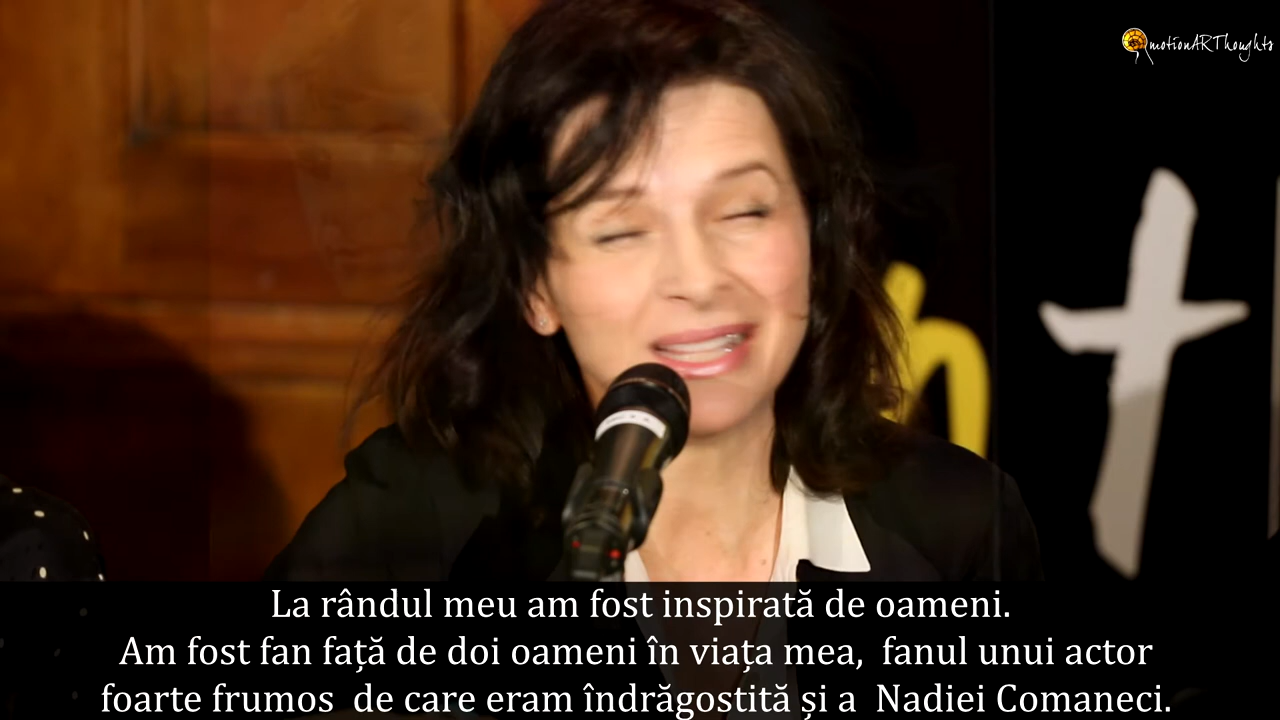 motionARThoughts
h t
La rândul meu am fost inspirată de oameni.
Am fost fan față de doi oameni în viața mea, fanul unui actor
foarte frumos de care eram îndrăgostită și a Nadiei Comaneci.